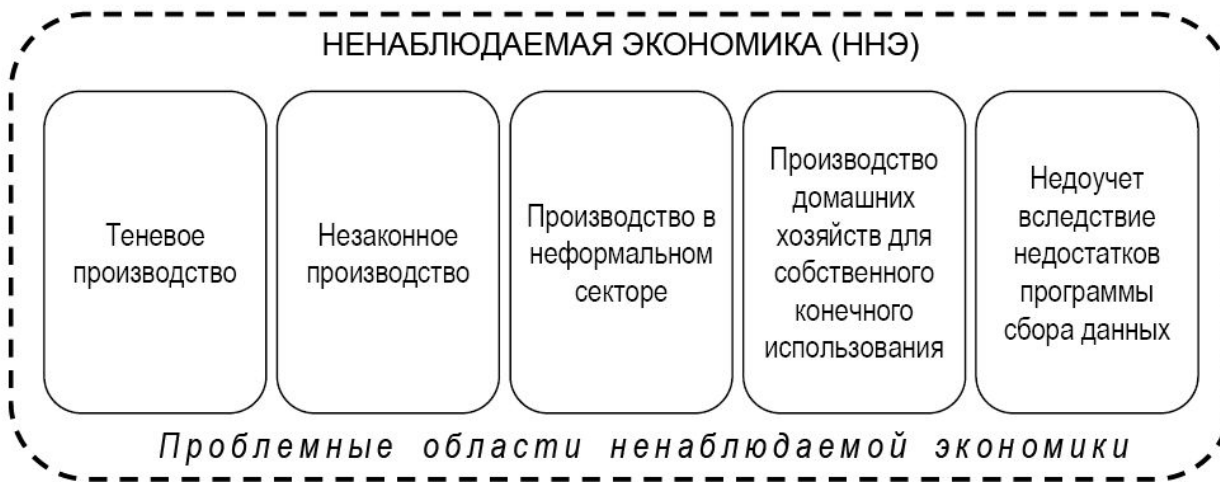 НЕНАБЛЮДАЕМАЯ ЭКОНОМИКА (ННЭ)
Теневое
производство
Незаконное
производство
Производство в
неформальном
секторе
Производство
домашних
хозяйств для
собственного
конечного
использования
Недоучет
вследствие
недостатков
программы
сбора данных
Проблемные области ненаблюдаемой экономики